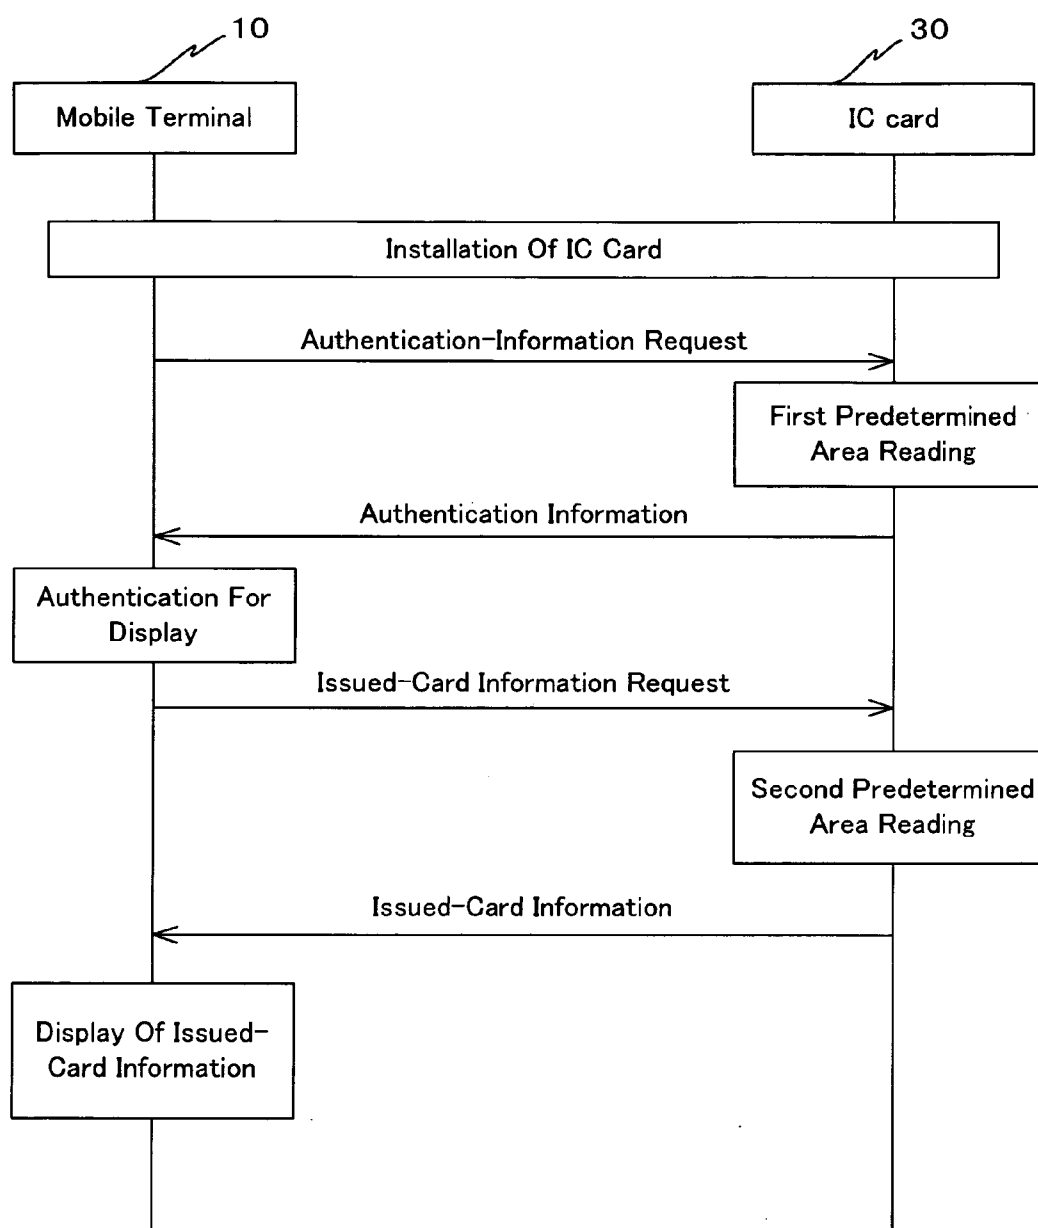 10
30
Mobile Terminal
IC card
Installation Of IC Card
Authentication-Information Request
First Predetermined
Area Reading
Authentication Information
Authentication For
Display
Issued-Card Information Request
Second Predetermined
Area Reading
Issued-Card Information
Display Of Issued-
Card Information